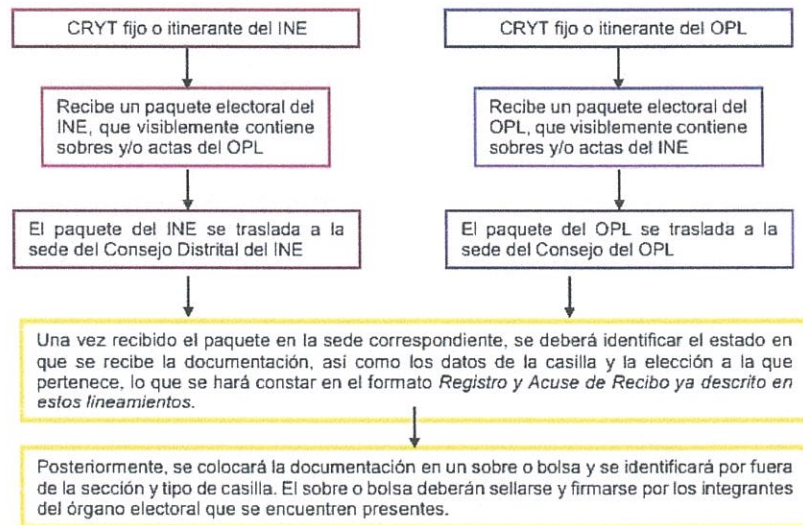 CRYT fijo o itinerante del INE
CRYT fijo o itinerante del OPL
Recibe un paquete electoral del
INE, que visiblemente contiene
sobres y/o actas del OPL
Recibe un paquete electoral del
OPL, que visiblemente contiene
sobres y/o actas del INE
El paquete del INE se traslada a la
sede del Consejo Distrital del INE
El paquete del OPL se traslada a la
sede del Consejo del OPL
Una vez recibido el paquete en la sede correspondiente, se deberá identificar el estado en
que se recibe la documentación, así como los datos de la casilla y la elección a la que
pertenece, lo que se hará constar en el formato Registro y Acuse de Recibo ya descrito en
estos lineamientos.
Posteriormente, se colocará la documentación en un sobre o bolsa y se identificará por fuera
de la sección y tipo de casilla. El sobre o bolsa deberán sellarse y firmarse por los integrantes
del órgano electoral que se encuentren presentes.